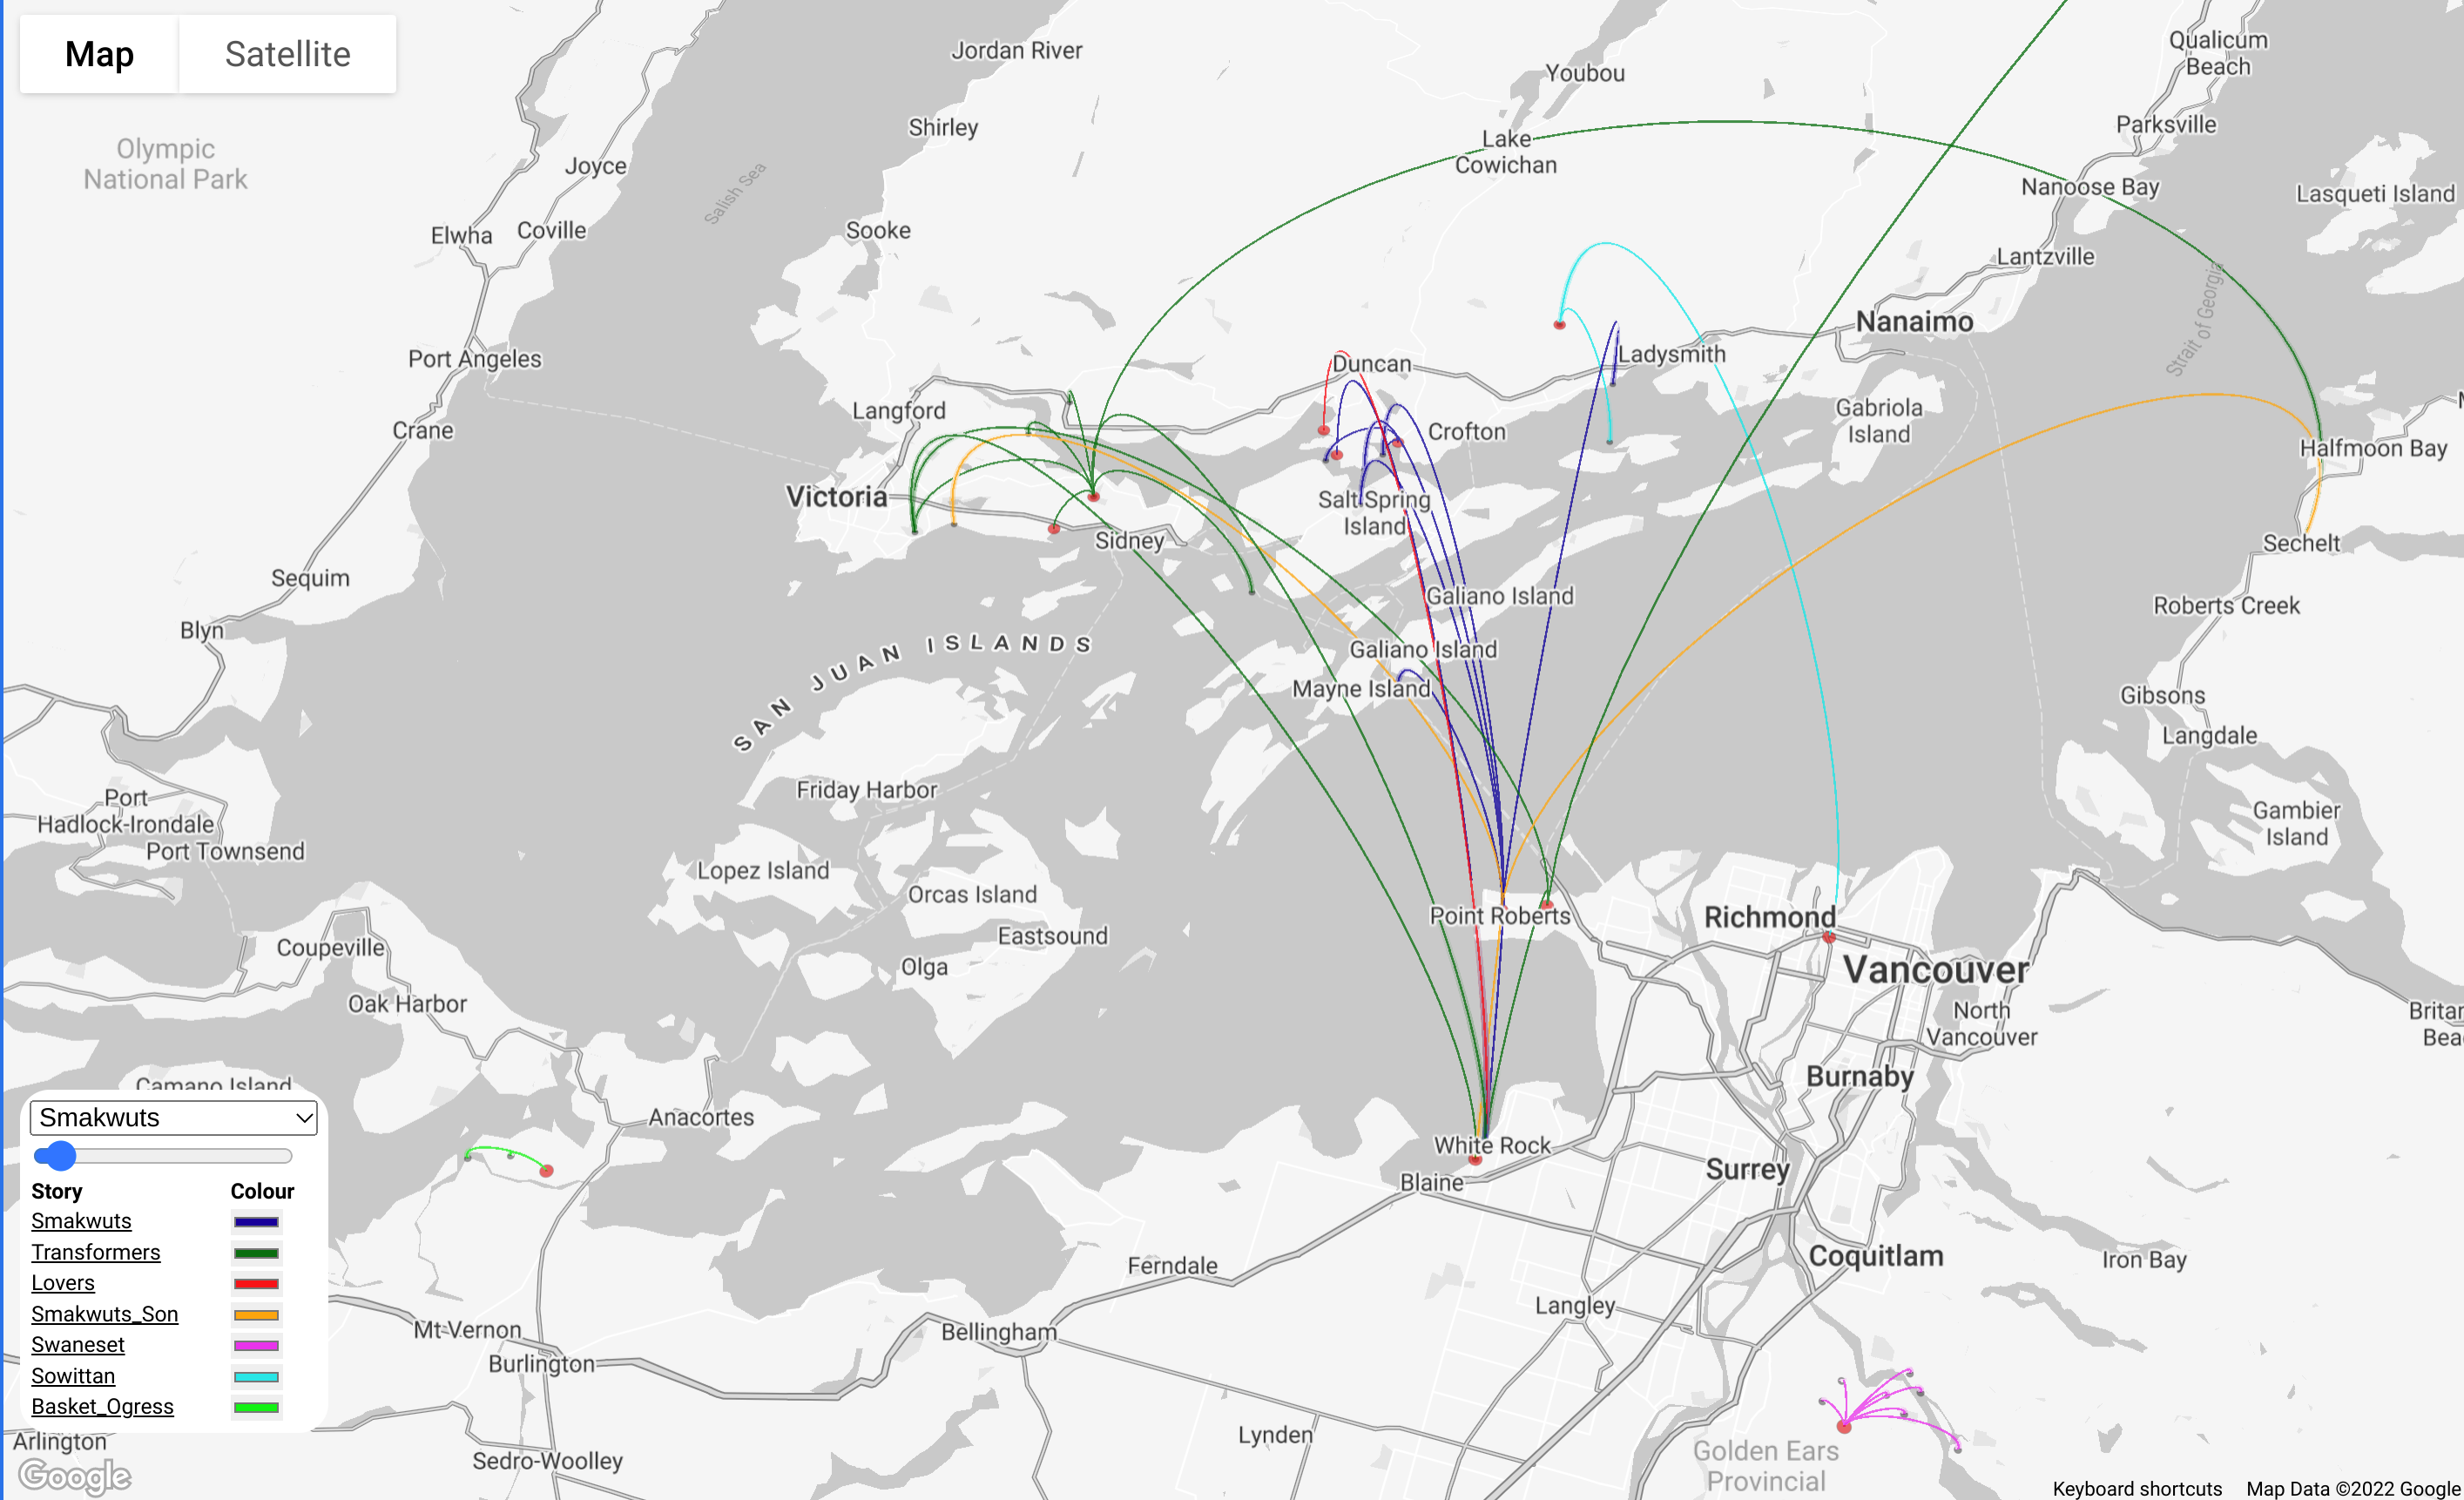 Map
Satellite
Jordan River
Qualicum
Beach
Youbou
Shirley
Parksville
Olympic
National Park
Joyce
Salish Sea
Lake
Cowichan
Nanoose Bay
Lasqueti Island
Elwha
Coville
Sooke
Lantzville
Strait of Georgia
Nanaimo
Port Angeles
Duncan
Ladysmith
Langford
Gabriola
Island
Crane
Crofton
Halfmoon Bay
Victoria
Salt Spring
Island
Sidney
Sechelt
Sequim
Galiano Island
Roberts Creek
Blyn
SAN JUAN ISLANDS
Galiano Island
Mayne Island
Gibsons
Langdale
Friday Harbor
Port
Hadlock-Irondale
Port Townsend
Gambier
Island
Lopez Island
Orcas Island
Point Roberts
Richmond
Coupeville
Eastsound
Olga
Vancouver
Oak Harbor
North
Vancouver
Britan
Bea
Camano Island
Burnaby
Anacortes
Smakwuts
White Rock
Surrey
Blaine
Story Colour
Smakwuts
Transformers
Lovers
Smakwuts_Son
Swaneset
Sowittan
Basket_Ogress
Ferndale
Coquitlam
Iron Bay
Langley
Mt Vernon
Bellingham
Burlington
Arlington
Sedro-Woolley
Lynden
Golden Ears
Provincial
Google
Keyboard shortcuts
Map Data ©2022 Google